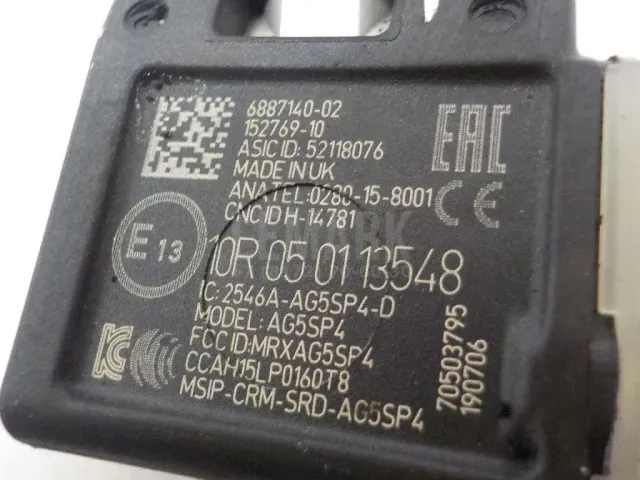 6887140-02
152769-10
ASIC ID: 52118076
MADE IN UK
ANATEL:0280-15-8001
CNC ID H-14781
EAC
CE
E 13
10R 05 01 13548
IC: 2546A-AG5SP4-D
MODEL: AG5SP4
FCC ID:MRXAG5SP4
CCAH15LP0160T8
MSIP-CRM-SRD-AG5SP4
70503795
190706